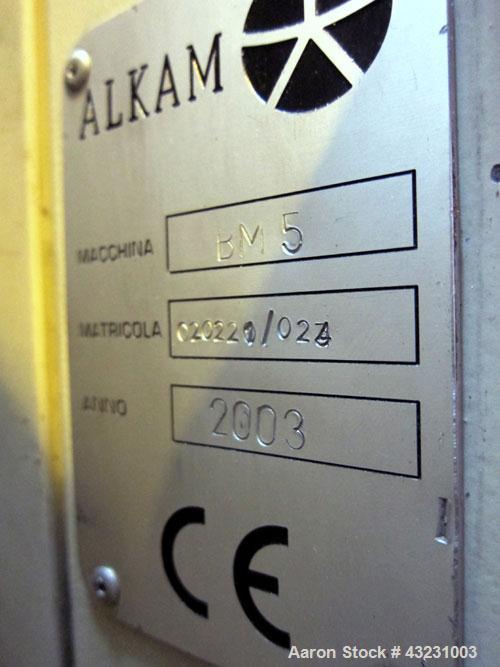 ALKAM
MACCHINA BM 5
MATRICOLA
ANNO 2003
CE
Aaron Stock # 43231003